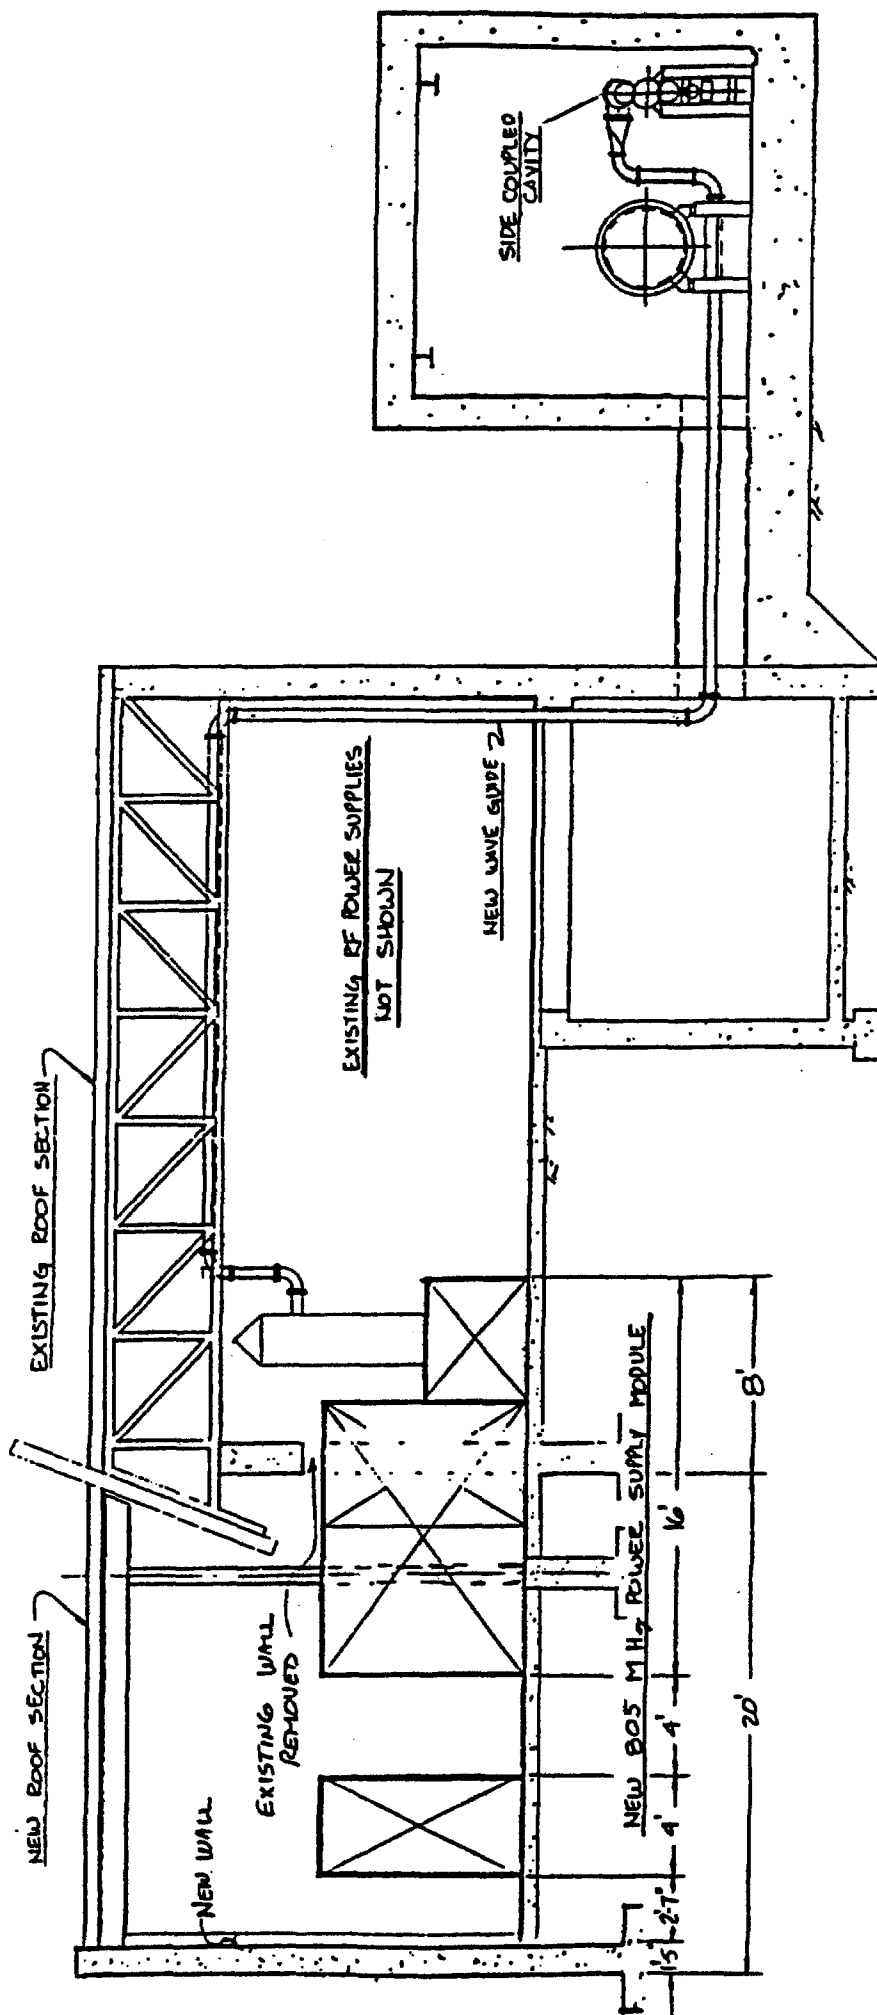 NEW ROOF SECTION
EXISTING ROOF SECTION
NEW WALL
EXISTING WALL
REMOVED
EXISTING RF POWER SUPPLIES
NOT SHOWN
NEW WAVE GUIDE
SIDE COUPLED
CAVITY
NEW 805 MHz POWER SUPPLY MODULE
1'5"
2'-7"
4'
4'
16'
20'
8'